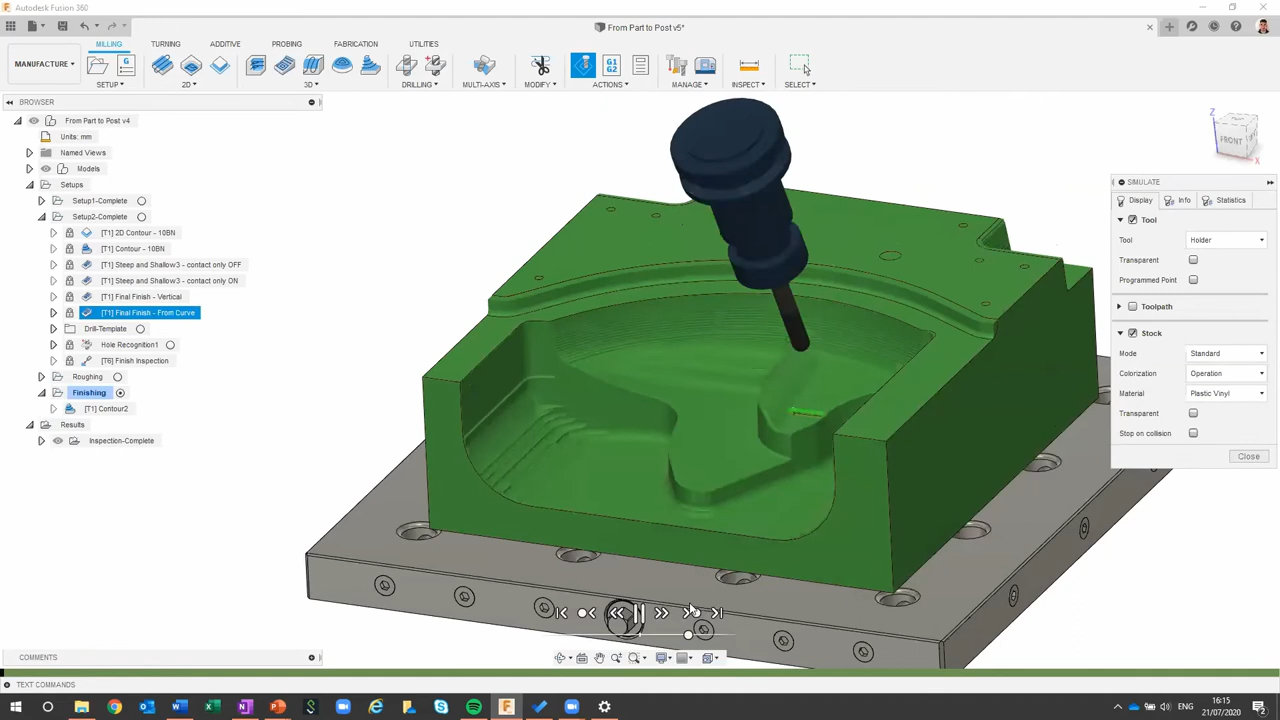 Autodesk Fusion 360
From Part to Post v5*
MILLING TURNING ADDITIVE PROBING FABRICATION UTILITIES
MANUFACTURE
G1
G2
SETUP 2D 3D DRILLING MULTI-AXIS MODIFY ACTIONS MANAGE INSPECT SELECT
BROWSER
From Part to Post v4
Units: mm
Named Views
Models
Setups
Setup1-Complete
Setup2-Complete
[T1] 2D Contour - 10BN
[T1] Contour - 10BN
[T1] Steep and Shallow3 - contact only OFF
[T1] Steep and Shallow3 - contact only ON
[T1] Final Finish - Vertical
[T1] Final Finish - From Curve
Drill-Template
Hole Recognition1
[T6] Finish Inspection
Roughing
Finishing
[T1] Contour2
Results
Inspection-Complete
Z
FRONT
X
SIMULATE
Display Info Statistics
Tool
Tool Holder
Transparent
Programmed Point
Toolpath
Stock
Mode Standard
Colorization Operation
Material Plastic Vinyl
Transparent
Stop on collision
Close
COMMENTS
TEXT COMMANDS
ENG
16:15
21/07/2020